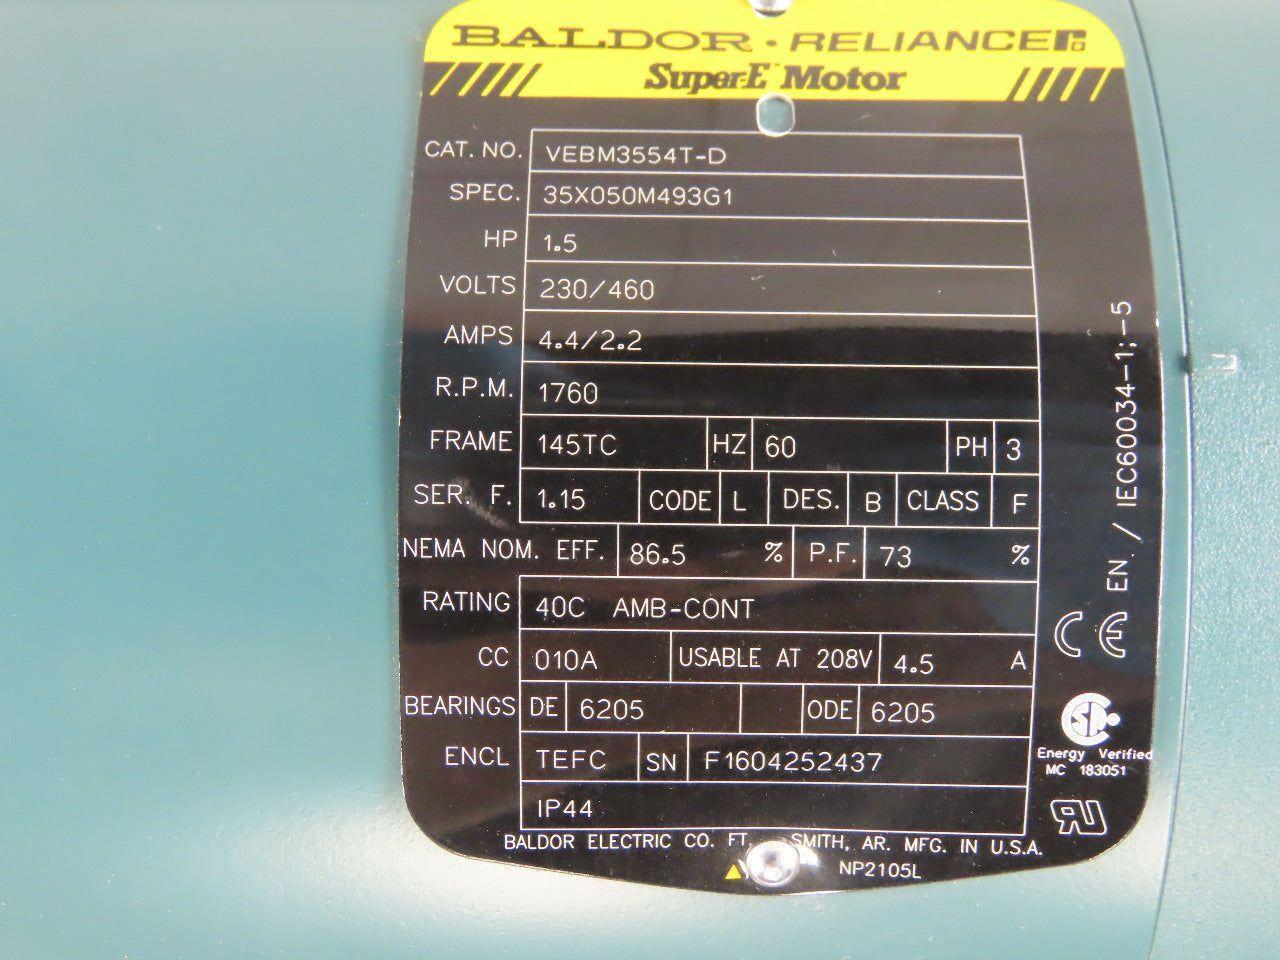 BALDOR • RELIANCE
Super-E Motor
CAT. NO. VEBM3554T-D
SPEC. 35X050M493G1
HP 1.5
VOLTS 230/460
AMPS 4.4/2.2
R.P.M. 1760
FRAME 145TC HZ 60 PH 3
SER. F. 1.15 CODE L DES. B CLASS F
NEMA NOM. EFF. 86.5 % P.F. 73 %
RATING 40C AMB-CONT
CC 010A USABLE AT 208V 4.5 A
BEARINGS DE 6205 ODE 6205
ENCL TEFC SN F1604252437
IP44
BALDOR ELECTRIC CO. FT. SMITH, AR. MFG. IN U.S.A.
NP2105L
EN. / IEC60034-1;-5
CE
Energy Verified
MC 183051